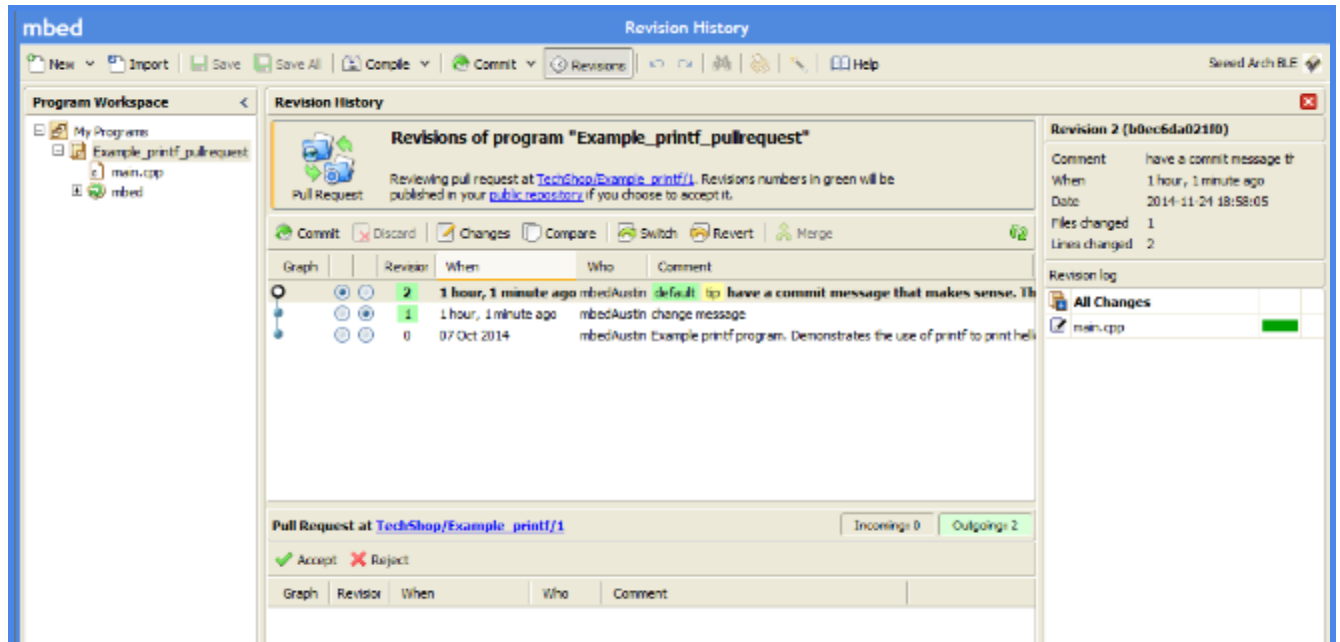 mbed
Revision History
New Import Save Save All Compile Commit Revisions Help Seeed Arch BLE
Program Workspace
My Programs
Example_printf_pullrequest
main.cpp
mbed
Revision History
Pull Request
Revisions of program "Example_printf_pullrequest"
Reviewing pull request at TechShop/Example_printf/1. Revisions numbers in green will be
published in your public repository if you choose to accept it.
Commit Discard Changes Compare Switch Revert Merge
Graph Revision When Who Comment
2 1 hour, 1 minute ago mbedAustin default tip have a commit message that makes sense. Th
1 1 hour, 1 minute ago mbedAustin change message
0 07 Oct 2014 mbedAustin Example printf program. Demonstrates the use of printf to print hell
Pull Request at TechShop/Example_printf/1 Incoming: 0 Outgoing: 2
Accept Reject
Graph Revision When Who Comment
Revision 2 (b0ec6da021f0)
Comment have a commit message th
When 1 hour, 1 minute ago
Date 2014-11-24 18:58:05
Files changed 1
Lines changed 2
Revision log
All Changes
main.cpp